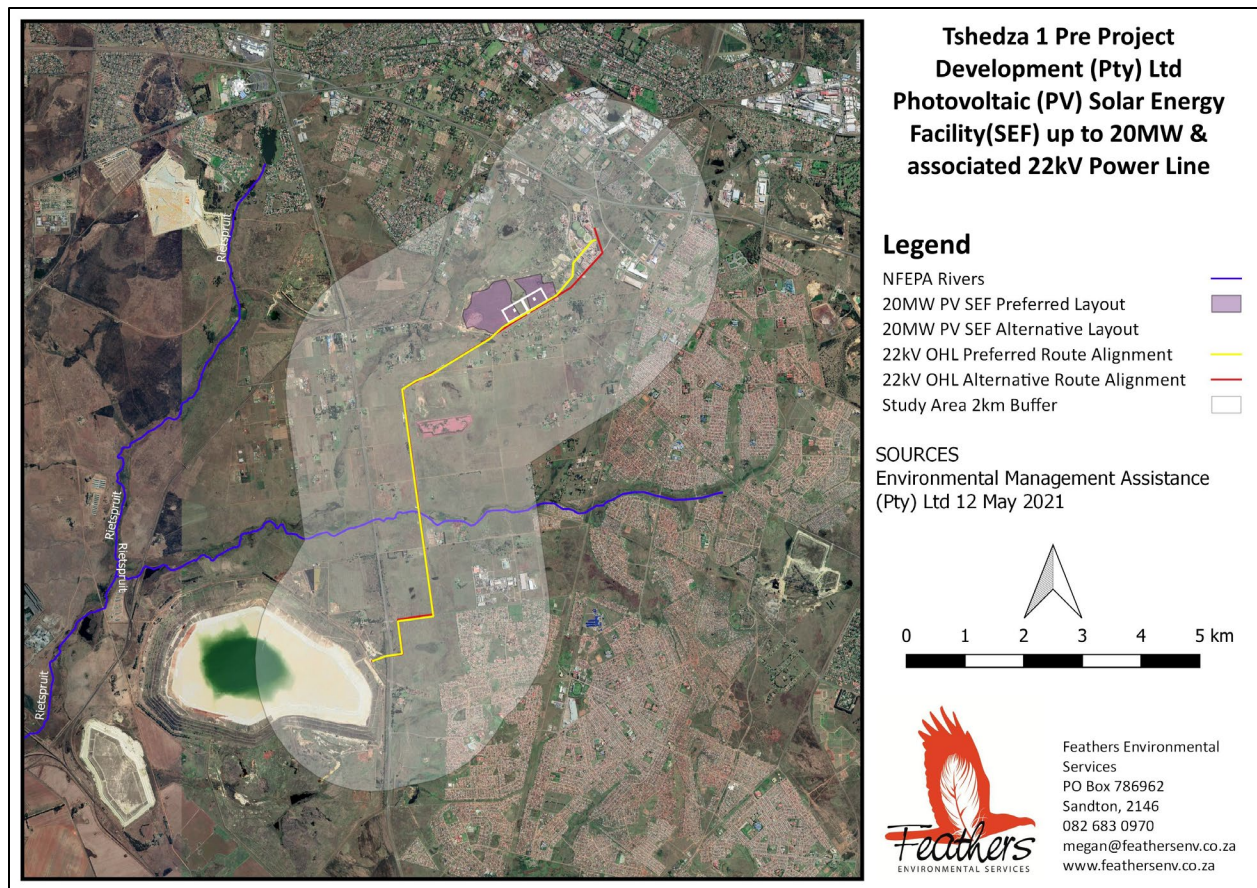 Tshedza 1 Pre Project
Development (Pty) Ltd
Photovoltaic (PV) Solar Energy
Facility(SEF) up to 20MW &
associated 22kV Power Line
Legend
NFEPA Rivers
20MW PV SEF Preferred Layout
20MW PV SEF Alternative Layout
22kV OHL Preferred Route Alignment
22kV OHL Alternative Route Alignment
Study Area 2km Buffer
SOURCES
Environmental Management Assistance
(Pty) Ltd 12 May 2021
0 1 2 3 4 5 km
Feathers
ENVIRONMENTAL SERVICES
Feathers Environmental
Services
PO Box 786962
Sandton, 2146
082 683 0970
megan@feathersenv.co.za
www.feathersenv.co.za
Rietspruit
Rietspruit
Rietspruit
Rietspruit